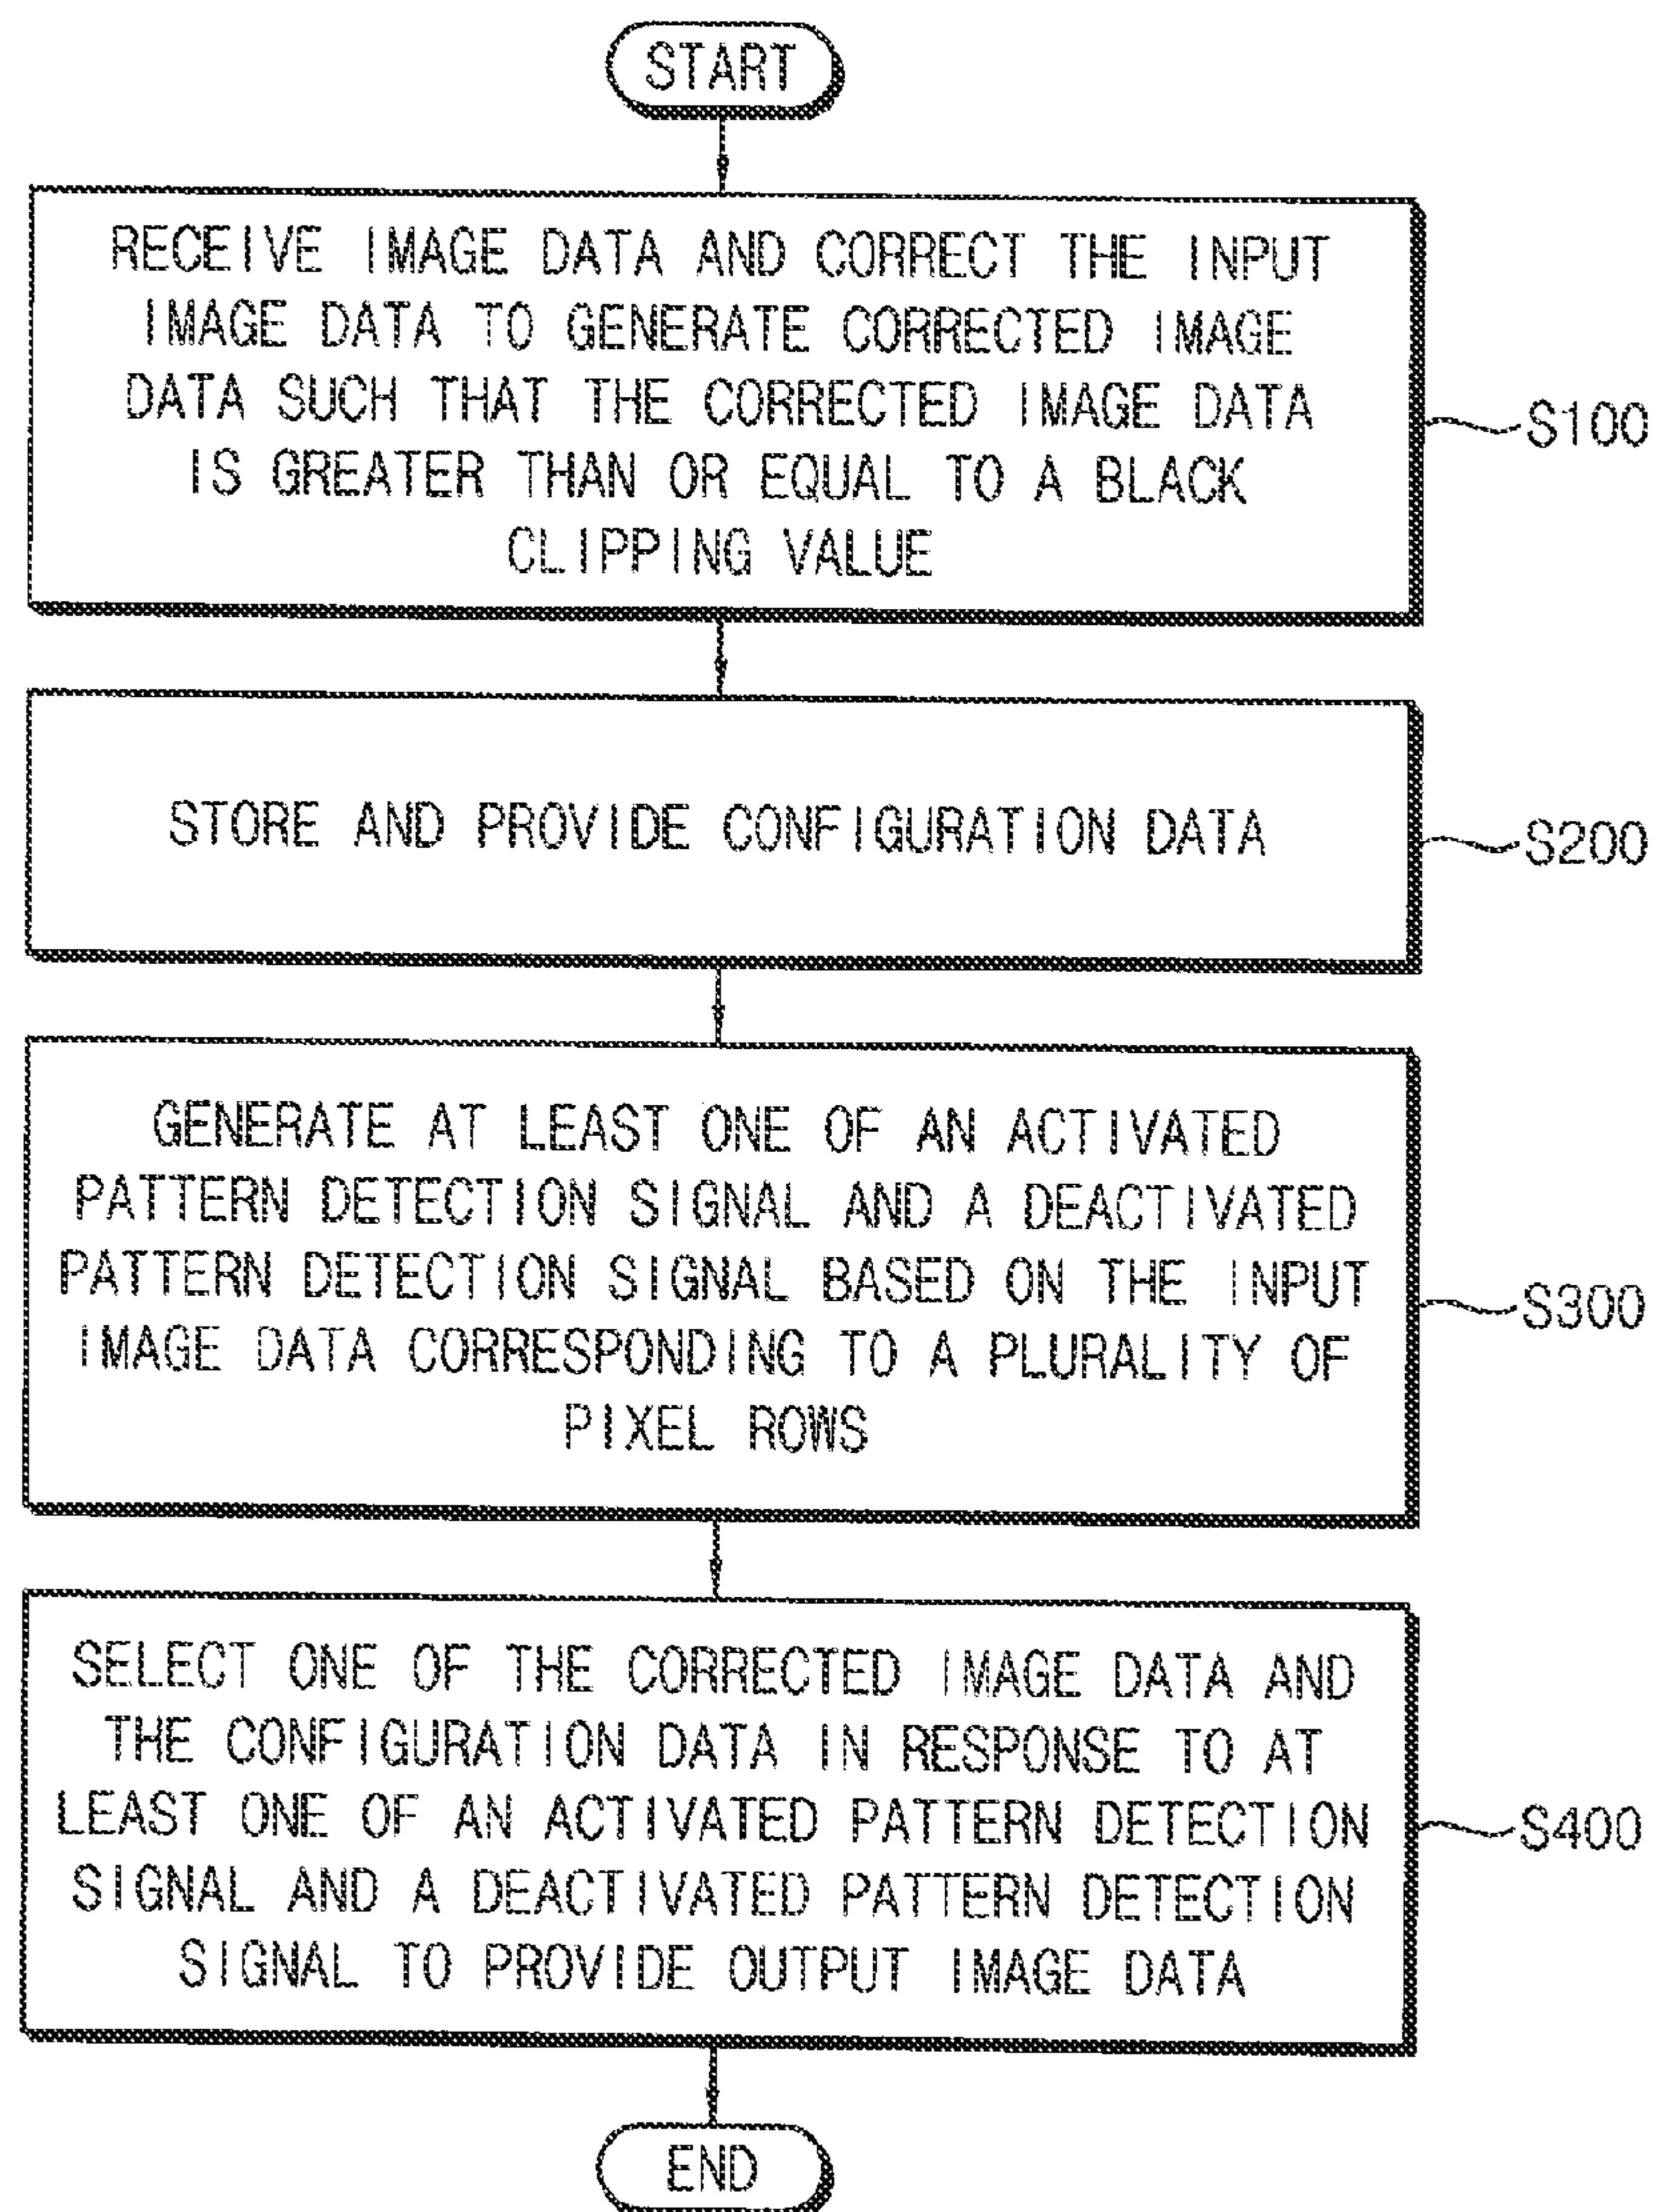 START
RECEIVE IMAGE DATA AND CORRECT THE INPUT
IMAGE DATA TO GENERATE CORRECTED IMAGE
DATA SUCH THAT THE CORRECTED IMAGE DATA
IS GREATER THAN OR EQUAL TO A BLACK
CLIPPING VALUE
S100
STORE AND PROVIDE CONFIGURATION DATA
S200
GENERATE AT LEAST ONE OF AN ACTIVATED
PATTERN DETECTION SIGNAL AND A DEACTIVATED
PATTERN DETECTION SIGNAL BASED ON THE INPUT
IMAGE DATA CORRESPONDING TO A PLURALITY OF
PIXEL ROWS
S300
SELECT ONE OF THE CORRECTED IMAGE DATA AND
THE CONFIGURATION DATA IN RESPONSE TO AT
LEAST ONE OF AN ACTIVATED PATTERN DETECTION
SIGNAL AND A DEACTIVATED PATTERN DETECTION
SIGNAL TO PROVIDE OUTPUT IMAGE DATA
S400
END